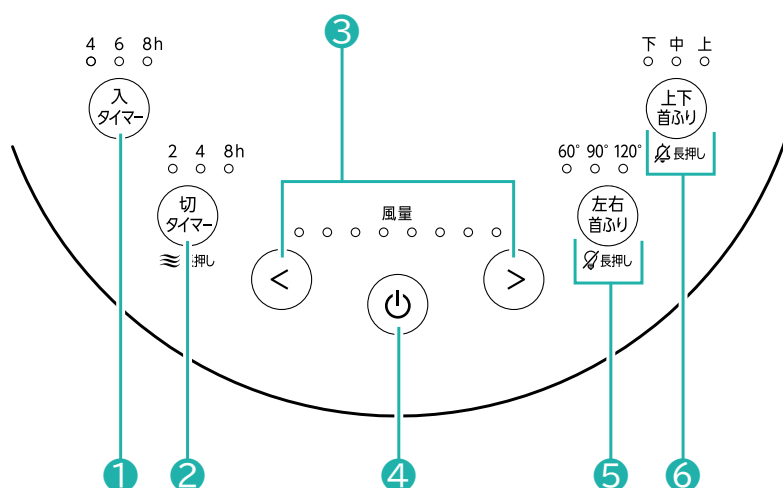 3
4 6 8h
入
タイマー
下 中 上
上下
首ふり
長押し
2 4 8h
切
タイマー
押し
風量
< >
60° 90° 120°
左右
首ふり
長押し
1 2 4 5 6